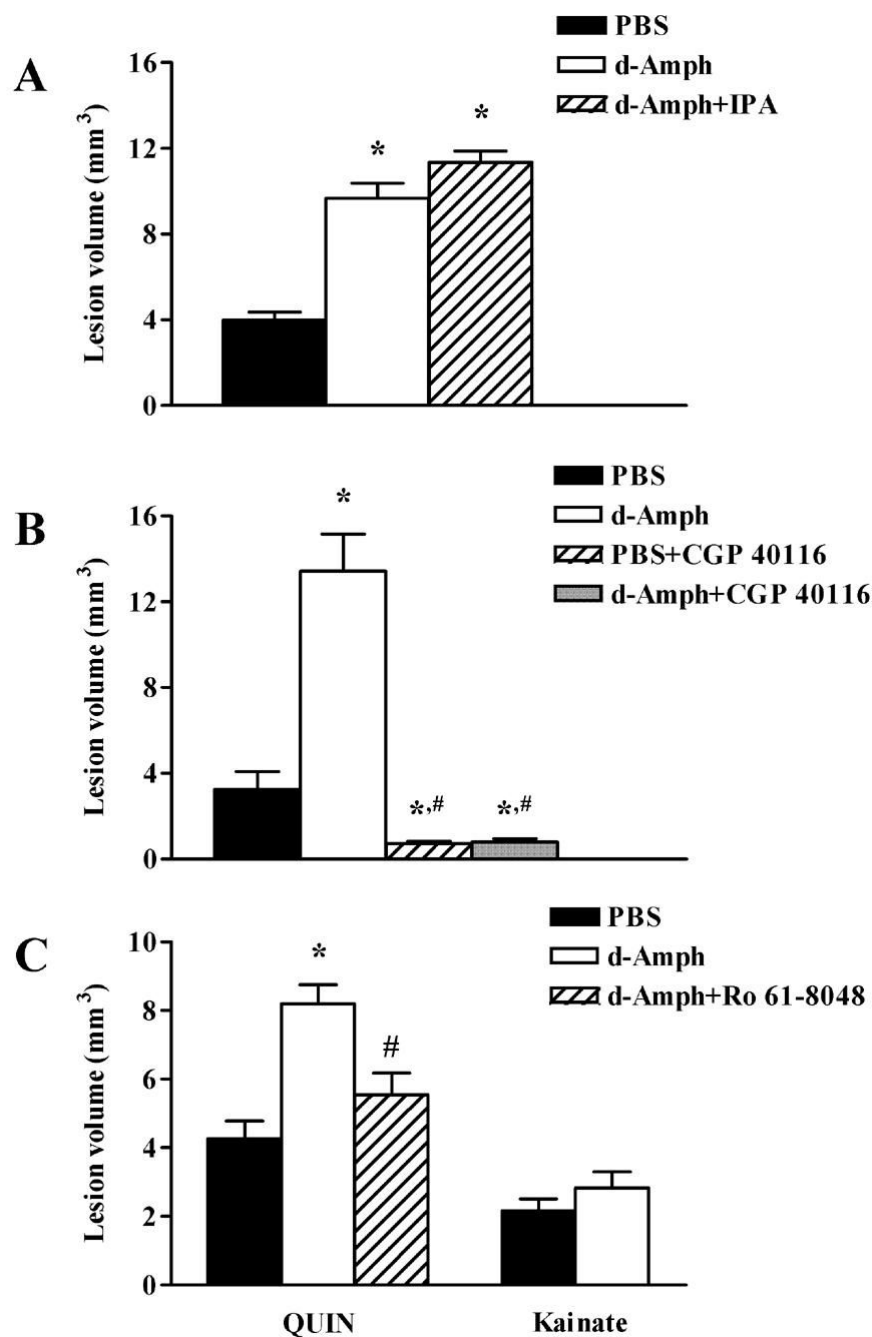 A
PBS
d-Amph
d-Amph+IPA
Lesion volume (mm³)
16
12
8
4
0
*
*
B
PBS
d-Amph
PBS+CGP 40116
d-Amph+CGP 40116
Lesion volume (mm³)
16
12
8
4
0
*
*,#
*,#
C
PBS
d-Amph
d-Amph+Ro 61-8048
Lesion volume (mm³)
10
8
6
4
2
0
*
#
QUIN
Kainate